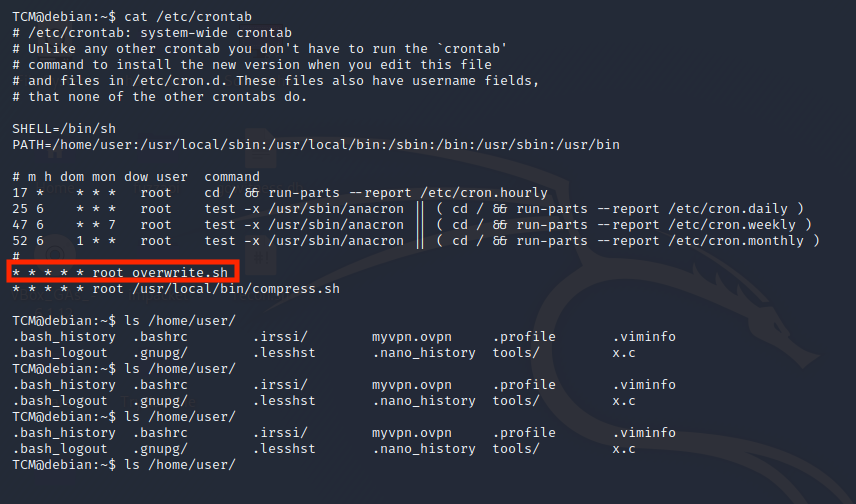 TCM@debian:~$ cat /etc/crontab
# /etc/crontab: system-wide crontab
# Unlike any other crontab you don't have to run the `crontab'
# command to install the new version when you edit this file
# and files in /etc/cron.d. These files also have username fields,
# that none of the other crontabs do.

SHELL=/bin/sh
PATH=/home/user:/usr/local/sbin:/usr/local/bin:/sbin:/bin:/usr/sbin:/usr/bin

# m h dom mon dow user  command
17 *    * * *   root    cd / && run-parts --report /etc/cron.hourly
25 6    * * *   root    test -x /usr/sbin/anacron || ( cd / && run-parts --report /etc/cron.daily )
47 6    * * 7   root    test -x /usr/sbin/anacron || ( cd / && run-parts --report /etc/cron.weekly )
52 6    1 * *   root    test -x /usr/sbin/anacron || ( cd / && run-parts --report /etc/cron.monthly )
#
* * * * * root overwrite.sh
* * * * * root /usr/local/bin/compress.sh

TCM@debian:~$ ls /home/user/
.bash_history  .bashrc        .irssi/        myvpn.ovpn     .profile       .viminfo
.bash_logout   .gnupg/        .lesshst       .nano_history  tools/         x.c
TCM@debian:~$ ls /home/user/
.bash_history  .bashrc        .irssi/        myvpn.ovpn     .profile       .viminfo
.bash_logout   .gnupg/        .lesshst       .nano_history  tools/         x.c
TCM@debian:~$ ls /home/user/
.bash_history  .bashrc        .irssi/        myvpn.ovpn     .profile       .viminfo
.bash_logout   .gnupg/        .lesshst       .nano_history  tools/         x.c
TCM@debian:~$ ls /home/user/